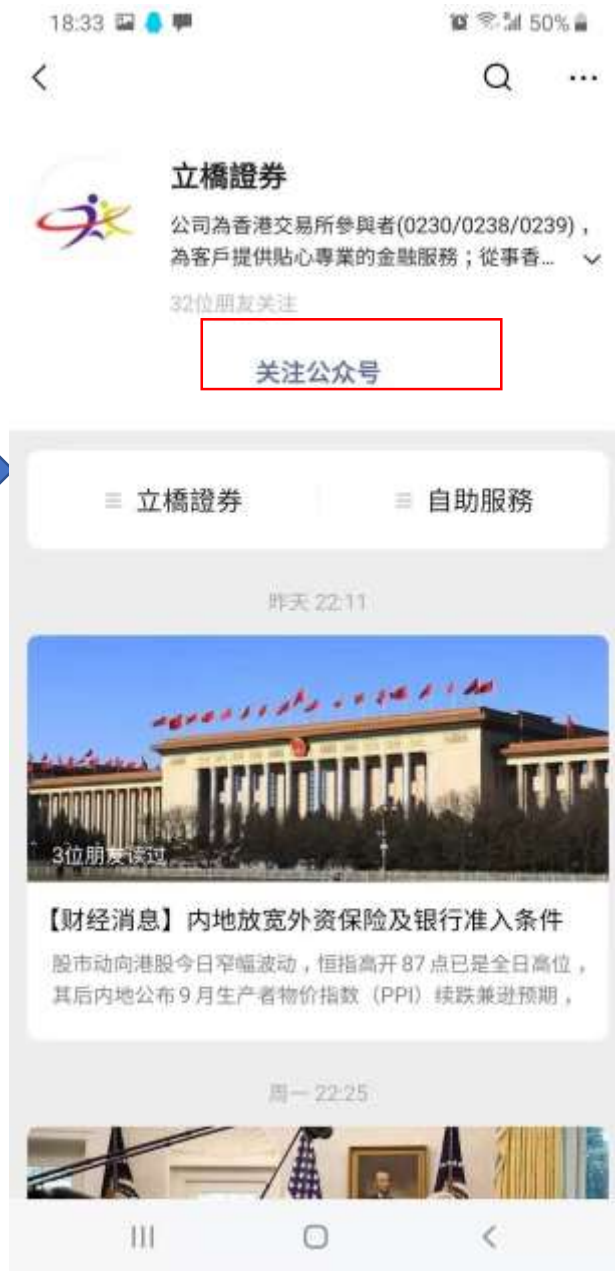 18:33
50%
立橋證券
公司為香港交易所參與者(0230/0238/0239)，
為客戶提供貼心專業的金融服務；從事香...
32位朋友关注
关注公众号
立橋證券
自助服務
昨天 22:11
3位朋友读过
【财经消息】内地放宽外资保险及银行准入条件
股市动向港股今日窄幅波动，恒指高开87点已是全日高位，
其后内地公布9月生产者物价指数（PPI）续跌兼逊预期，
周一 22:25